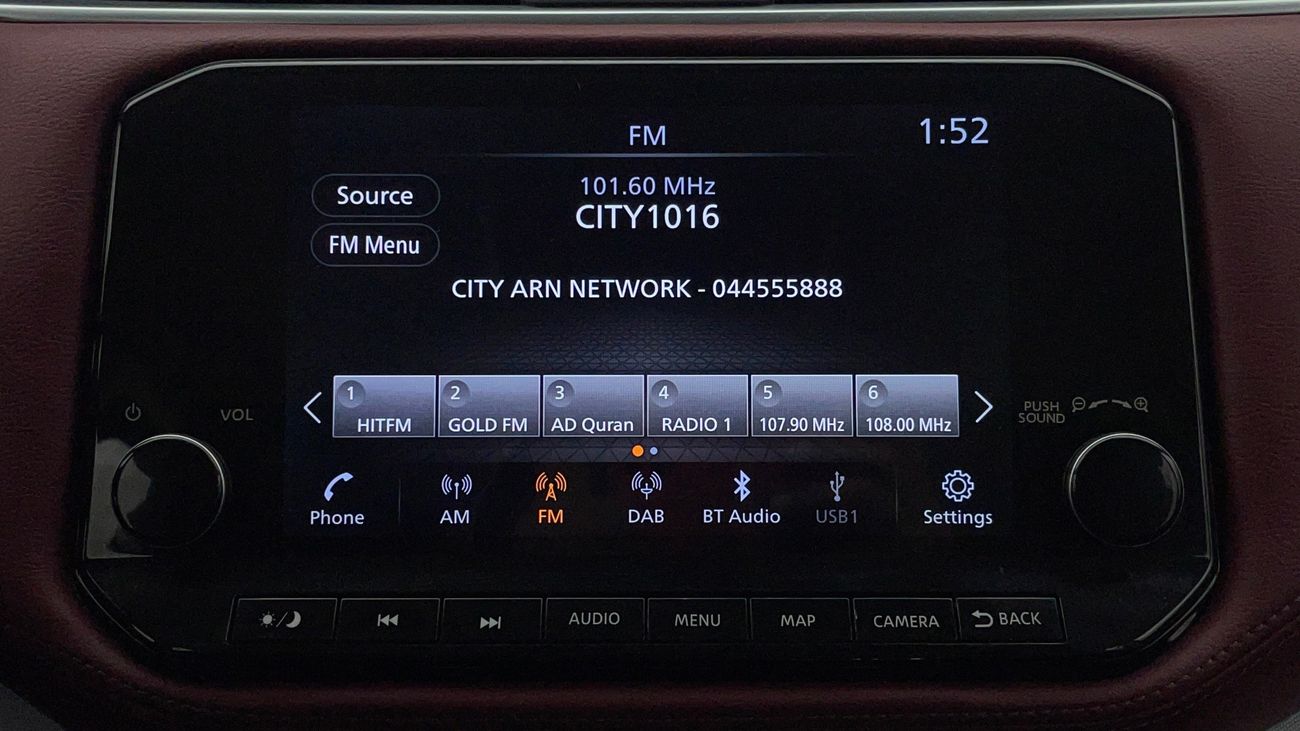 FM
1:52
Source
101.60 MHz
CITY1016
FM Menu
CITY ARN NETWORK - 044555888
1 HITFM
2 GOLD FM
3 AD Quran
4 RADIO 1
5 107.90 MHz
6 108.00 MHz
VOL
PUSH
SOUND
Phone
AM
FM
DAB
BT Audio
USB1
Settings
AUDIO
MENU
MAP
CAMERA
BACK